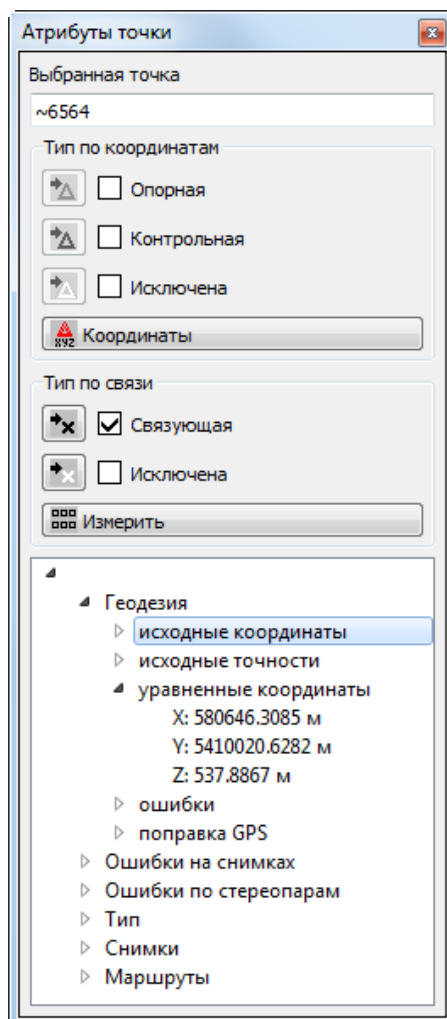 Атрибуты точки
Выбранная точка
~6564
Тип по координатам
Опорная
Контрольная
Исключена
XYZ Координаты
Тип по связи
Связующая
Исключена
Измерить
Геодезия
исходные координаты
исходные точности
уравненные координаты
X: 580646.3085 м
Y: 5410020.6282 м
Z: 537.8867 м
ошибки
поправка GPS
Ошибки на снимках
Ошибки по стереопарам
Тип
Снимки
Маршруты